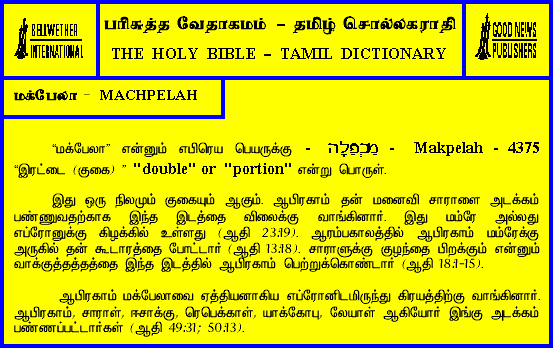 BELLWETHER
INTERNATIONAL
பரிசுத்த வேதாகமம் – தமிழ் சொல்லகராதி
THE HOLY BIBLE – TAMIL DICTIONARY
GOOD NEWS
PUBLISHERS
மக்பேலா - MACHPELAH
“மக்பேலா” என்னும் எபிரெய பெயருக்கு - מַכְפֵּלָה - Makpelah - 4375
“இரட்டை (குகை) ” "double" or "portion" என்று பொருள்.
இது ஒரு நிலமும் குகையும் ஆகும். ஆபிரகாம் தன் மனைவி சாராளை அடக்கம்
பண்ணுவதற்காக இந்த இடத்தை விலைக்கு வாங்கினார். இது மம்ரே அல்லது
எப்ரோனுக்கு கிழக்கில் உள்ளது (ஆதி 23:19). ஆரம்பகாலத்தில் ஆபிரகாம் மம்ரேக்கு
அருகில் தன் கூடாரத்தை போட்டார் (ஆதி 13:18). சாராளுக்கு குழந்தை பிறக்கும் என்னும்
வாக்குத்தத்தத்தை இந்த இடத்தில் ஆபிரகாம் பெற்றுக்கொண்டார் (ஆதி 18:1-15).
ஆபிரகாம் மக்பேலாவை ஏத்தியனாகிய எப்ரோனிடமிருந்து கிரயத்திற்கு வாங்கினார்.
ஆபிரகாம், சாராள், ஈசாக்கு, ரெபெக்காள், யாக்கோபு, லேயாள் ஆகியோர் இங்கு அடக்கம்
பண்ணப்பட்டார்கள் (ஆதி 49:31; 50:13).